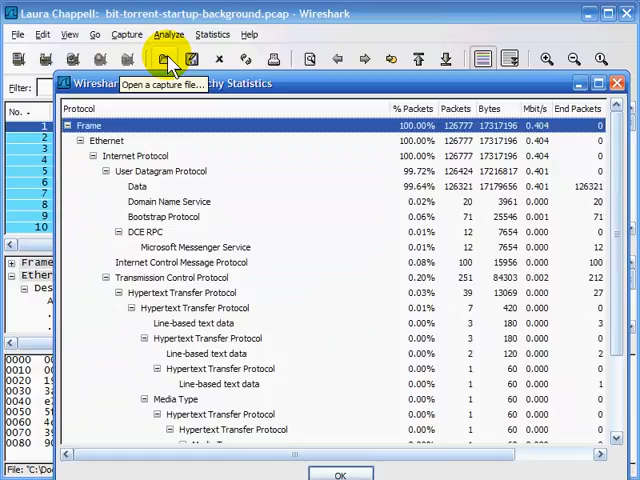 Laura Chappell: bit-torrent-startup-background.pcap - Wireshark
File Edit View Go Capture Analyze Statistics Help
Open a capture file...
Filter:
Wireshark hy Statistics
No.
1
2
3
4
5
6
7
8
9
10
Protocol % Packets Packets Bytes Mbit/s End Packets
Frame 100.00% 126777 17317196 0.404 0
Ethernet 100.00% 126777 17317196 0.404 0
Internet Protocol 100.00% 126777 17317196 0.404 0
User Datagram Protocol 99.72% 126424 17216817 0.401 0
Data 99.64% 126321 17179656 0.401 126321
Domain Name Service 0.02% 20 3961 0.000 20
Bootstrap Protocol 0.06% 71 25546 0.001 71
DCE RPC 0.01% 12 7654 0.000 0
Microsoft Messenger Service 0.01% 12 7654 0.000 12
Internet Control Message Protocol 0.08% 100 15956 0.000 100
Transmission Control Protocol 0.20% 251 84303 0.002 212
Hypertext Transfer Protocol 0.03% 39 13069 0.000 27
Hypertext Transfer Protocol 0.01% 7 420 0.000 0
Line-based text data 0.00% 3 180 0.000 3
Hypertext Transfer Protocol 0.00% 3 180 0.000 0
Line-based text data 0.00% 2 120 0.000 2
Hypertext Transfer Protocol 0.00% 1 60 0.000 0
Line-based text data 0.00% 1 60 0.000 1
Media Type 0.00% 1 60 0.000 0
Hypertext Transfer Protocol 0.00% 1 60 0.000 0
Hypertext Transfer Protocol 0.00% 1 60 0.000 0
Frame
Ether
Des
A
.
.
0000 00
0010 00
0020
0030
0040
0050
0060
0070
0080 90
File: "C:\Doc
OK